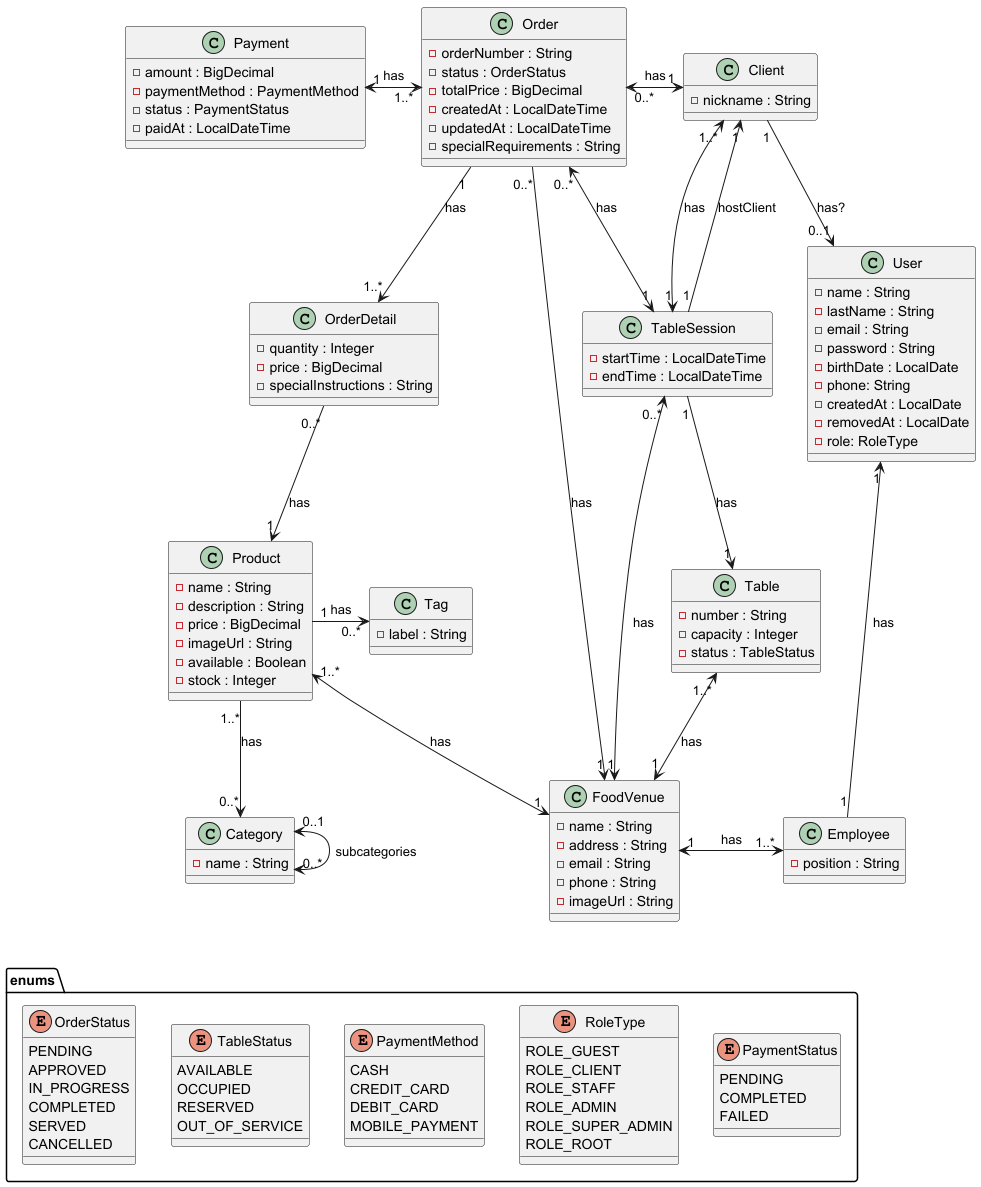 C Payment
amount : BigDecimal
paymentMethod : PaymentMethod
status : PaymentStatus
paidAt : LocalDateTime
1 has
1..*
C Order
orderNumber : String
status : OrderStatus
totalPrice : BigDecimal
createdAt : LocalDateTime
updatedAt : LocalDateTime
specialRequirements : String
has 1
0..*
C Client
nickname : String
1
0..*
0..*
1..*
1
1
has
has
has
hostClient
has?
1..*
1
1
1
0..1
C OrderDetail
quantity : Integer
price : BigDecimal
specialInstructions : String
C TableSession
startTime : LocalDateTime
endTime : LocalDateTime
C User
name : String
lastName : String
email : String
password : String
birthDate : LocalDate
phone: String
createdAt : LocalDate
removedAt : LocalDate
role: RoleType
0..*
0..*
1
1
has
has
has
1
1
C Product
name : String
description : String
price : BigDecimal
imageUrl : String
available : Boolean
stock : Integer
1 has
0..*
C Tag
label : String
C Table
number : String
capacity : Integer
status : TableStatus
has
has
1..*
1..*
1..*
has
has
has
1
1
1
0..*
1
1
C Category
name : String
0..1
subcategories
0..*
C FoodVenue
name : String
address : String
email : String
phone : String
imageUrl : String
1 has 1..*
C Employee
position : String
enums
E OrderStatus
PENDING
APPROVED
IN_PROGRESS
COMPLETED
SERVED
CANCELLED
E TableStatus
AVAILABLE
OCCUPIED
RESERVED
OUT_OF_SERVICE
E PaymentMethod
CASH
CREDIT_CARD
DEBIT_CARD
MOBILE_PAYMENT
E RoleType
ROLE_GUEST
ROLE_CLIENT
ROLE_STAFF
ROLE_ADMIN
ROLE_SUPER_ADMIN
ROLE_ROOT
E PaymentStatus
PENDING
COMPLETED
FAILED